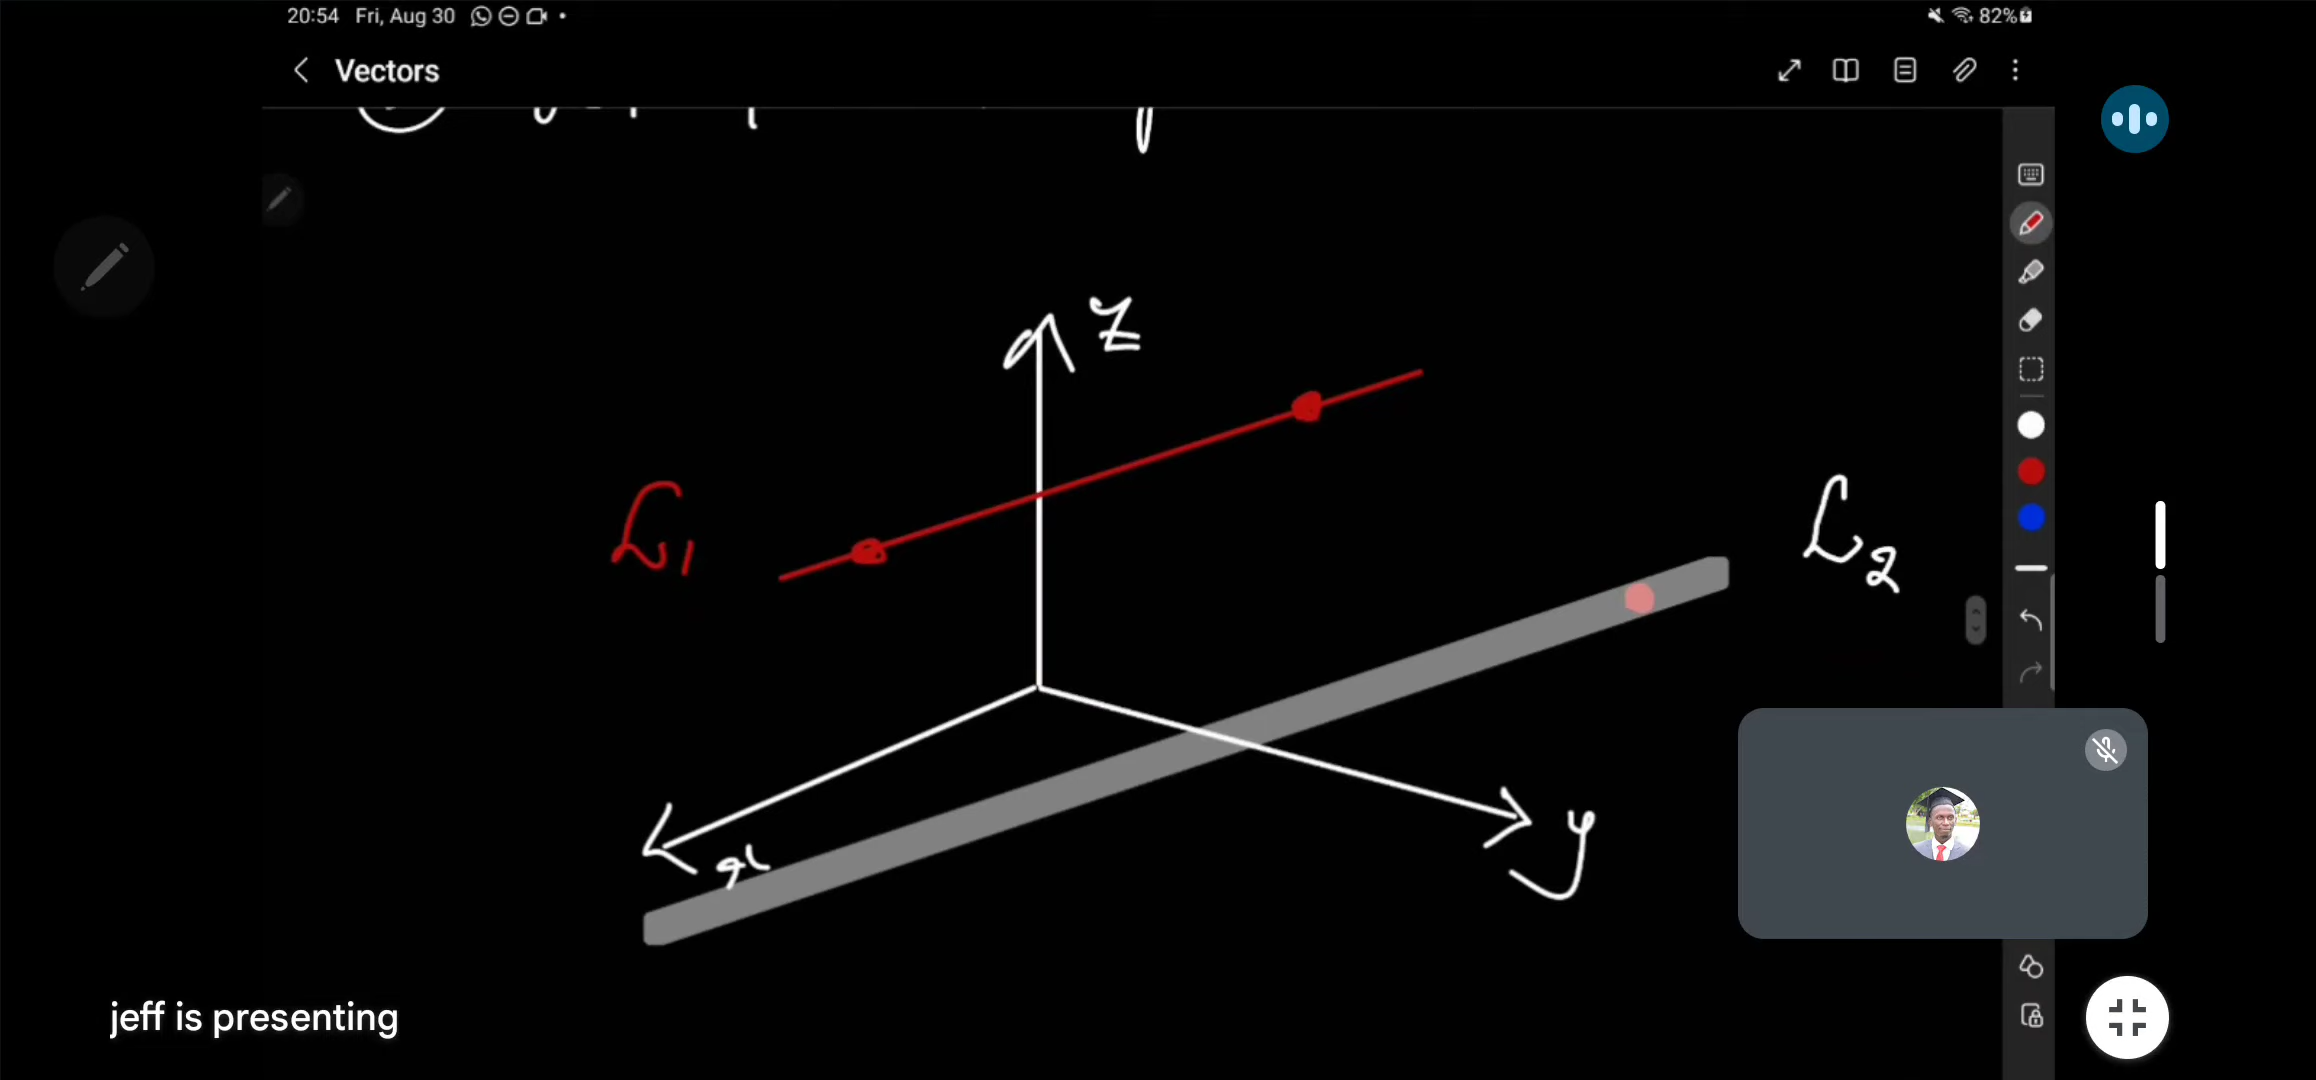 20:54 Fri, Aug 30 82%
Vectors
z
L1
L2
x
y
jeff is presenting